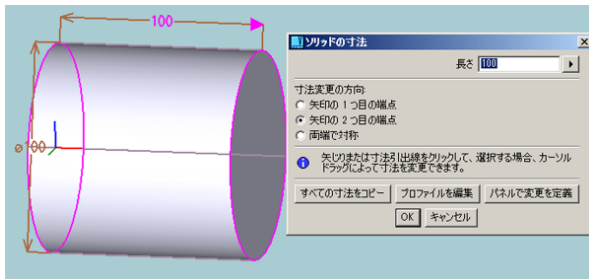 100
ø100
ソリッドの寸法
長さ 100
寸法変更の方向:
矢印の 1 つ目の端点
矢印の 2 つ目の端点
両端で対称
矢じりまたは寸法引出線をクリックして、選択する場合、カーソル
ドラッグによって寸法を変更できます。
すべての寸法をコピー プロファイルを編集 パネルで変更を定義
OK キャンセル